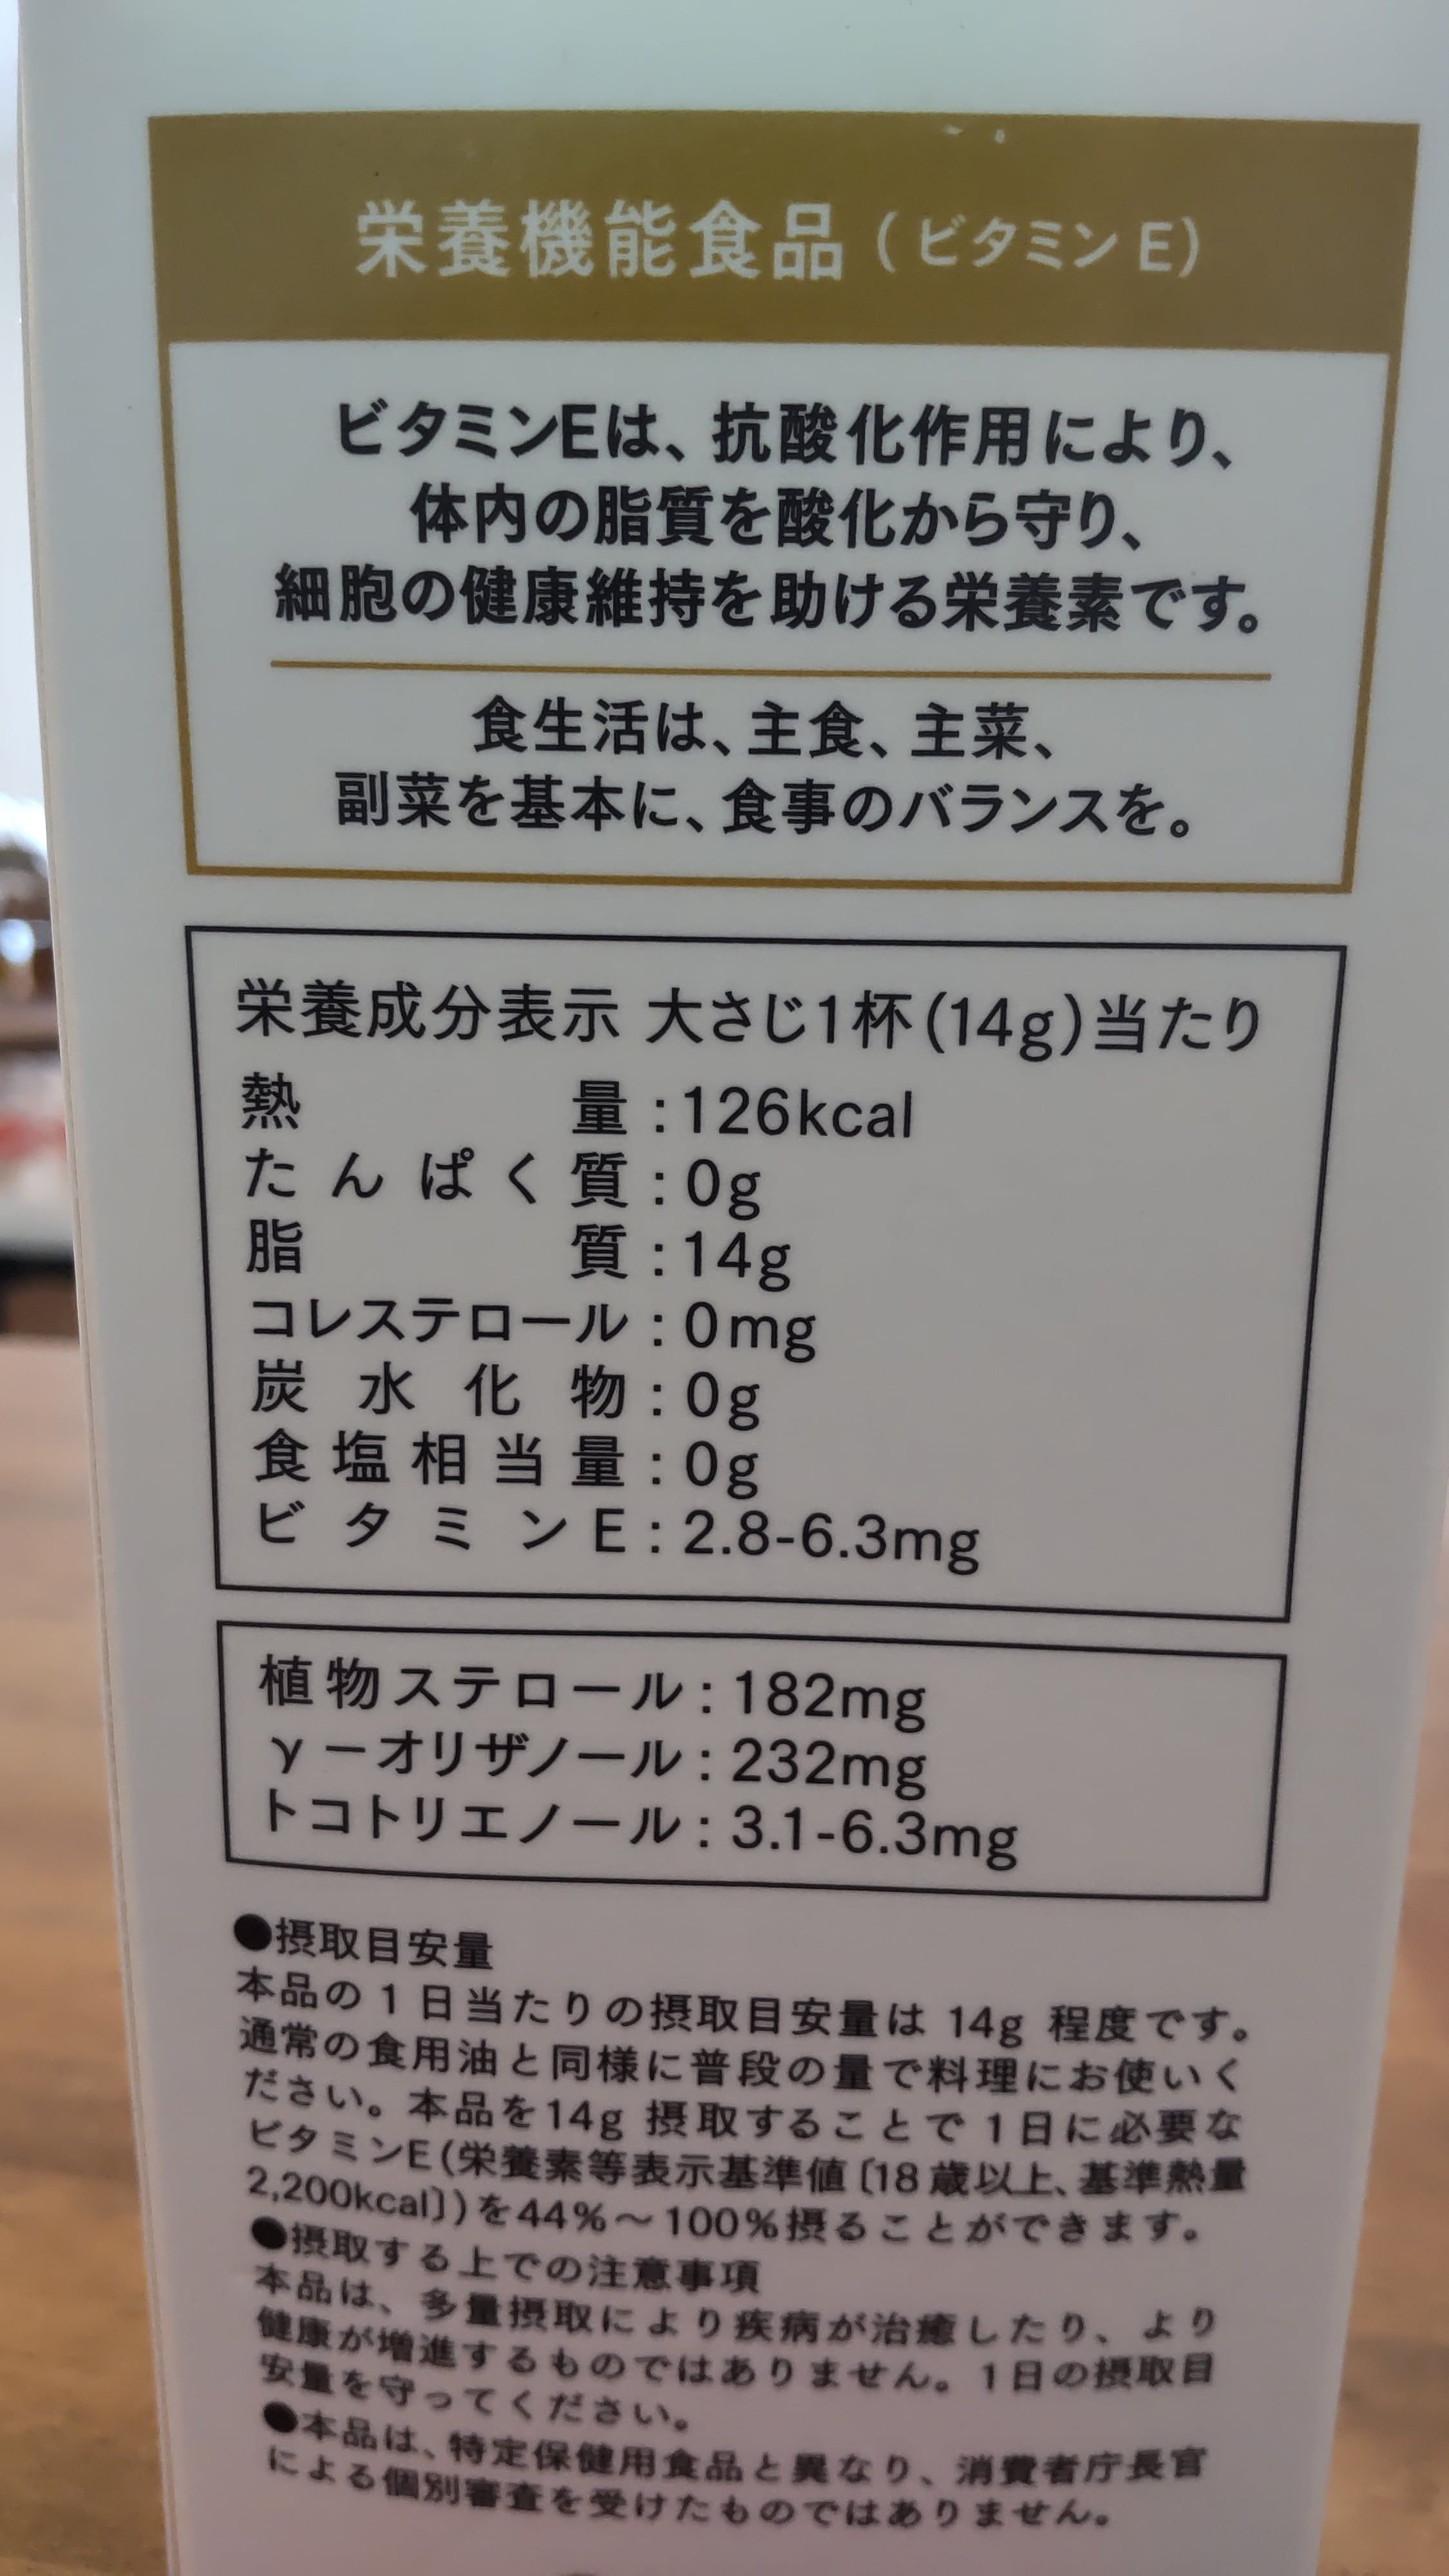 栄養機能食品(ビタミンE)
ビタミンEは、抗酸化作用により、
体内の脂質を酸化から守り、
細胞の健康維持を助ける栄養素です。
食生活は、主食、主菜、
副菜を基本に、食事のバランスを。
栄養成分表示 大さじ1杯(14g)当たり
熱量:126kcal
たんぱく質:0g
脂質:14g
コレステロール:0mg
炭水化物:0g
食塩相当量:0g
ビタミンE:2.8-6.3mg
植物ステロール:182mg
γーオリザノール:232mg
トコトリエノール:3.1-6.3mg
●摂取目安量
本品の1日当たりの摂取目安量は 14g 程度です。
通常の食用油と同様に普段の量で料理にお使いく
ださい。本品を14g 摂取することで1日に必要な
ビタミンE(栄養素等表示基準値〔18歳以上、基準熱量
2,200kcal〕)を44%~100%摂ることができます。
●摂取する上での注意事項
本品は、多量摂取により疾病が治癒したり、より
健康が増進するものではありません。1日の摂取目
安量を守ってください。
●本品は、特定保健用食品と異なり、消費者庁長官
による個別審査を受けたものではありません。